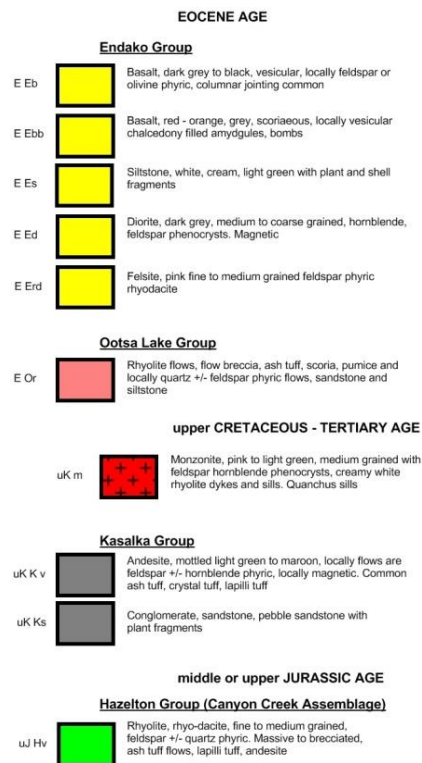 EOCENE AGE
Endako Group
E Eb
Basalt, dark grey to black, vesicular, locally feldspar or
olivine phyric, columnar jointing common
E Ebb
Basalt, red - orange, grey, scoriaeous, locally vesicular
chalcedony filled amydgules, bombs
E Es
Siltstone, white, cream, light green with plant and shell
fragments
E Ed
Diorite, dark grey, medium to coarse grained, hornblende,
feldspar phenocrysts. Magnetic
E Erd
Felsite, pink fine to medium grained feldspar phyric
rhyodacite
Ootsa Lake Group
E Or
Rhyolite flows, flow breccia, ash tuff, scoria, pumice and
locally quartz +/- feldspar phyric flows, sandstone and
siltstone
upper CRETACEOUS - TERTIARY AGE
uK m
Monzonite, pink to light green, medium grained with
feldspar hornblende phenocrysts, creamy white
rhyolite dykes and sills. Quanchus sills
Kasalka Group
uK K v
Andesite, mottled light green to maroon, locally flows are
feldspar +/- hornblende phyric, locally magnetic. Common
ash tuff, crystal tuff, lapilli tuff
uK Ks
Conglomerate, sandstone, pebble sandstone with
plant fragments
middle or upper JURASSIC AGE
Hazelton Group (Canyon Creek Assemblage)
uJ Hv
Rhyolite, rhyo-dacite, fine to medium grained,
feldspar +/- quartz phyric. Massive to brecciated,
ash tuff flows, lapilli tuff, andesite